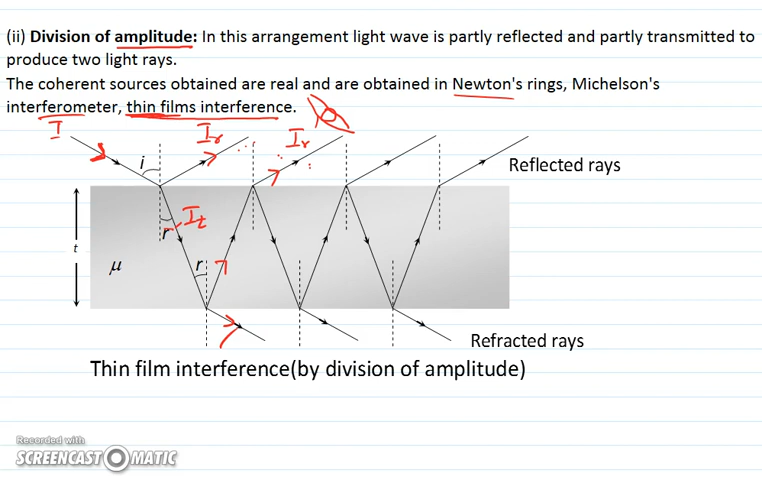 (ii) Division of amplitude: In this arrangement light wave is partly reflected and partly transmitted to
produce two light rays.
The coherent sources obtained are real and are obtained in Newton's rings, Michelson's
interferometer, thin films interference.
I
Ir
Ir
i
Reflected rays
It
r
t
μ
r
Refracted rays
Thin film interference(by division of amplitude)
Recorded with
SCREENCAST O MATIC